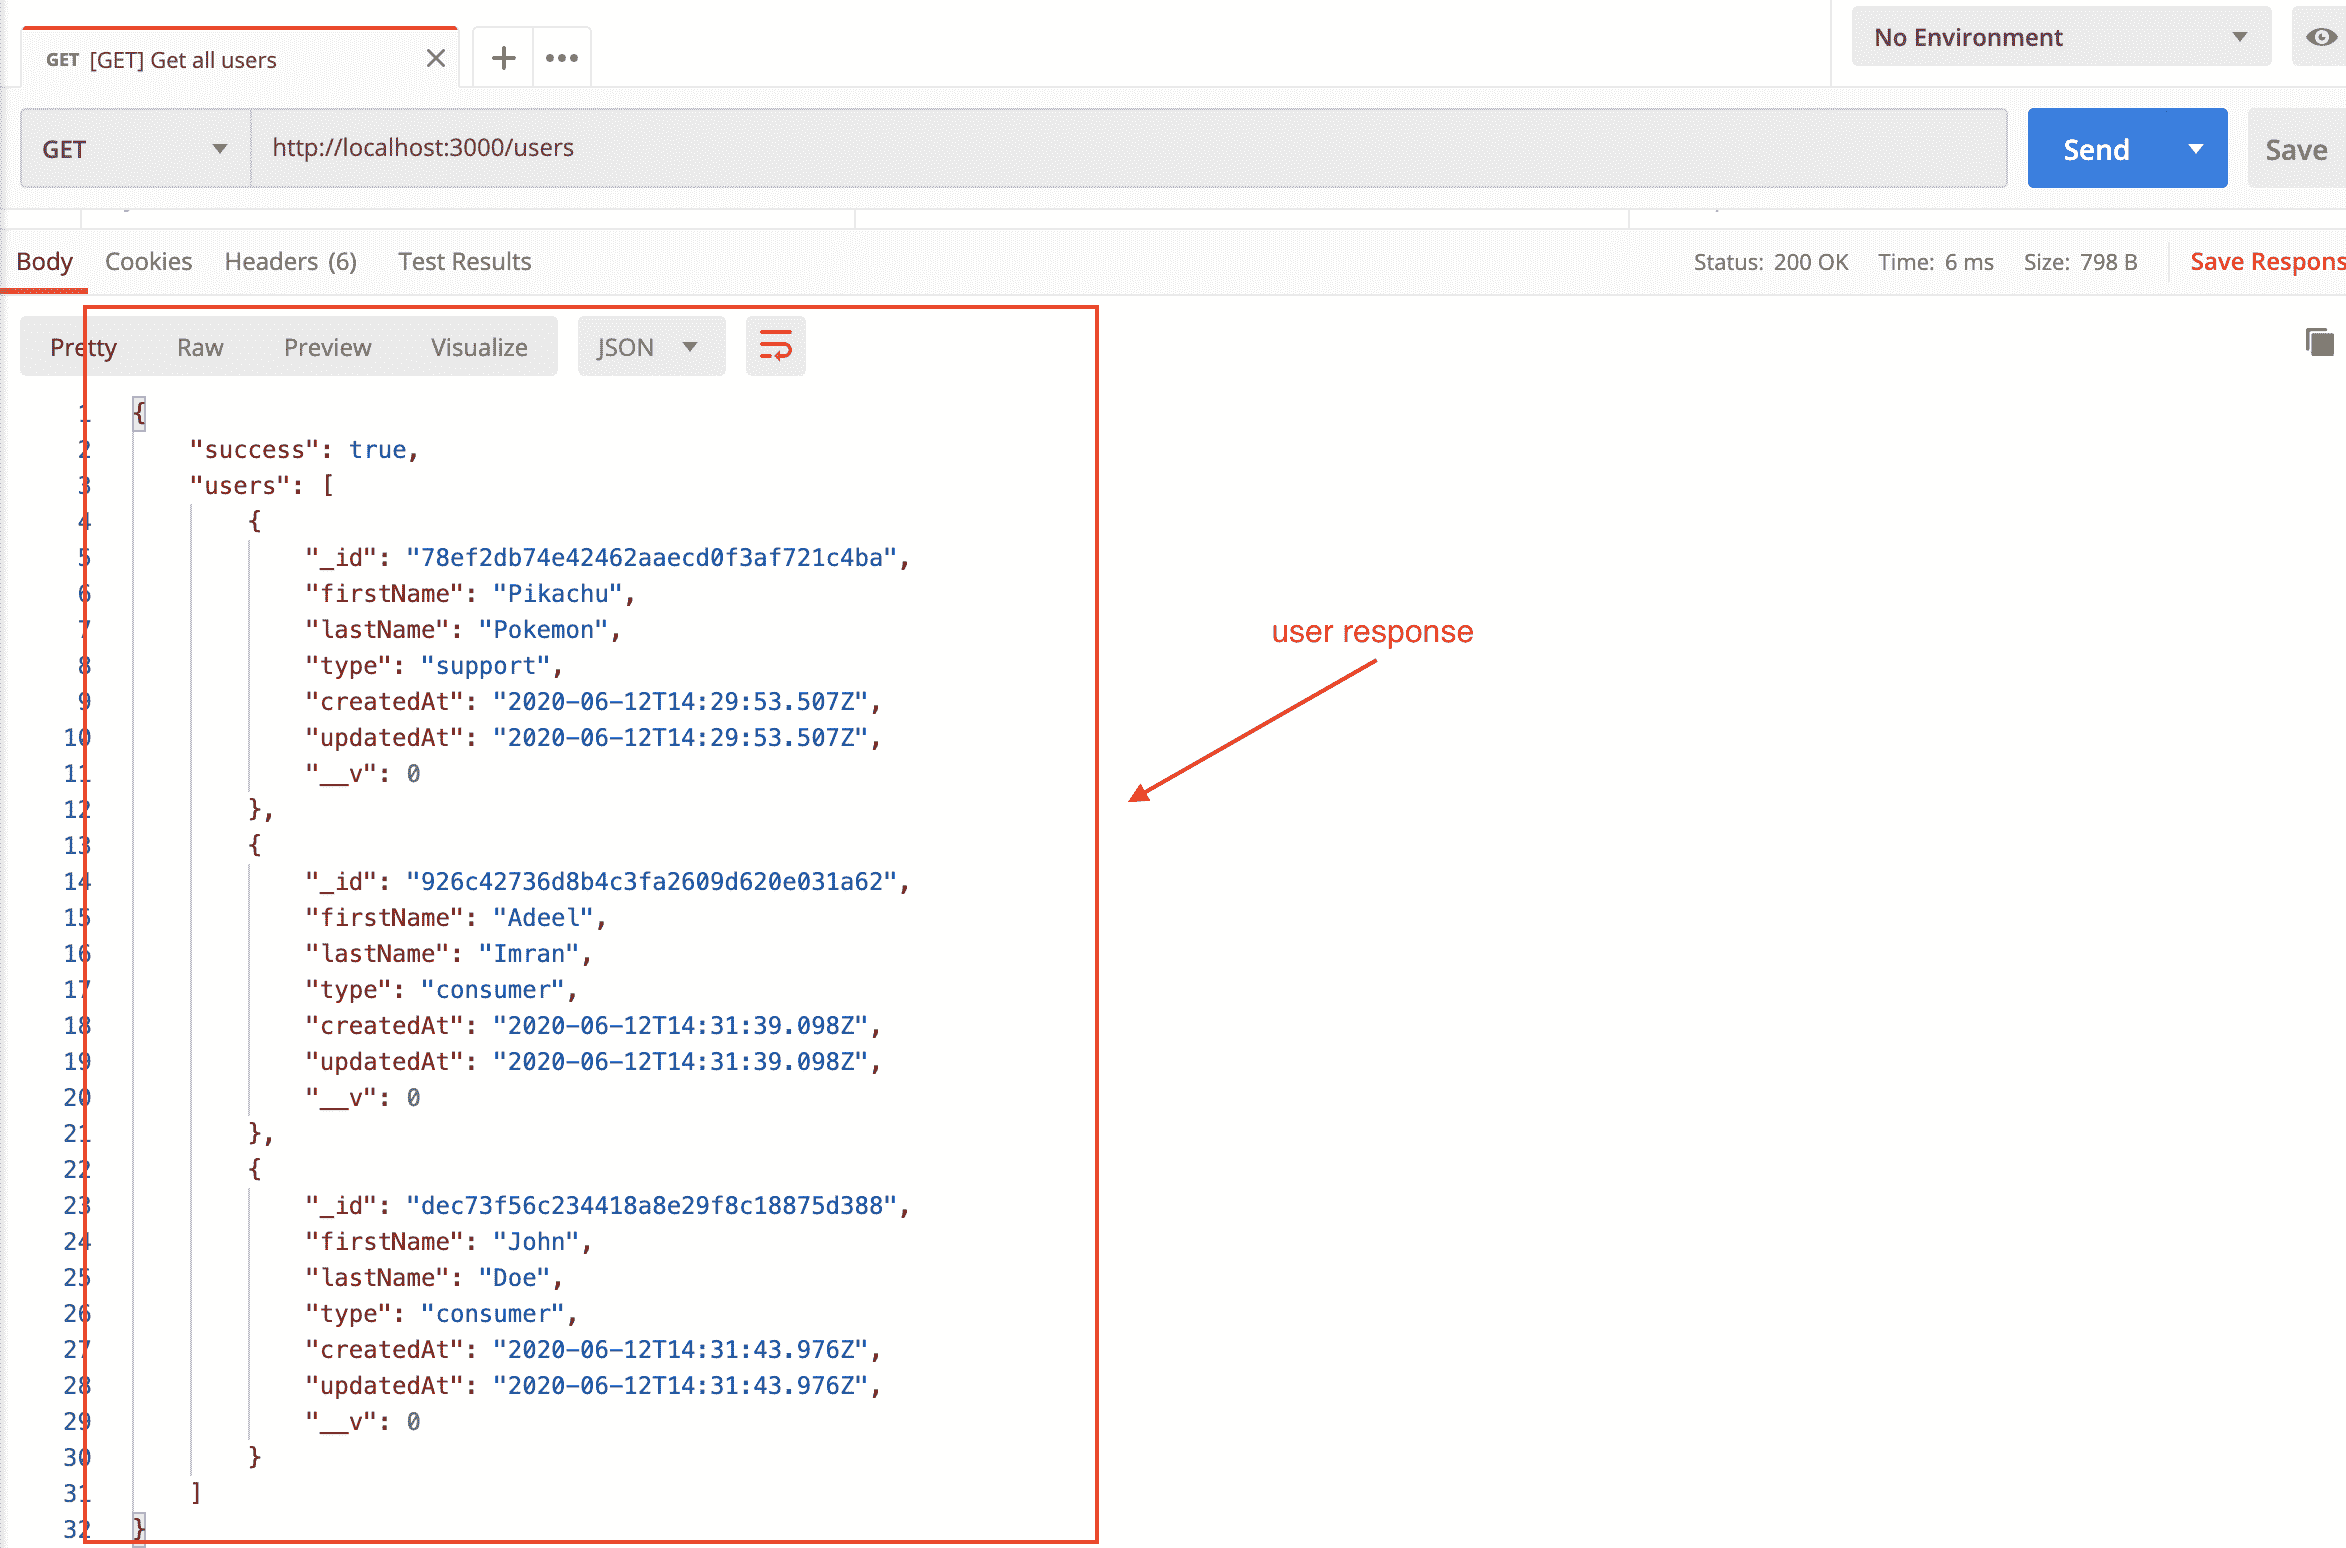 GET [GET] Get all users
No Environment
GET http://localhost:3000/users Send Save
Body Cookies Headers (6) Test Results Status: 200 OK Time: 6 ms Size: 798 B Save Respons
Pretty Raw Preview Visualize JSON
1 {
2 "success": true,
3 "users": [
4 {
5 "_id": "78ef2db74e42462aaecd0f3af721c4ba",
6 "firstName": "Pikachu",
7 "lastName": "Pokemon",
8 "type": "support",
9 "createdAt": "2020-06-12T14:29:53.507Z",
10 "updatedAt": "2020-06-12T14:29:53.507Z",
11 "__v": 0
12 },
13 {
14 "_id": "926c42736d8b4c3fa2609d620e031a62",
15 "firstName": "Adeel",
16 "lastName": "Imran",
17 "type": "consumer",
18 "createdAt": "2020-06-12T14:31:39.098Z",
19 "updatedAt": "2020-06-12T14:31:39.098Z",
20 "__v": 0
21 },
22 {
23 "_id": "dec73f56c234418a8e29f8c18875d388",
24 "firstName": "John",
25 "lastName": "Doe",
26 "type": "consumer",
27 "createdAt": "2020-06-12T14:31:43.976Z",
28 "updatedAt": "2020-06-12T14:31:43.976Z",
29 "__v": 0
30 }
31 ]
32 }
user response